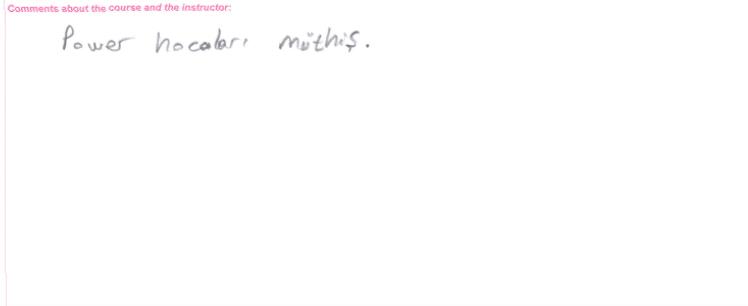 Comments about the course and the instructor:
Power hocaları müthiş.